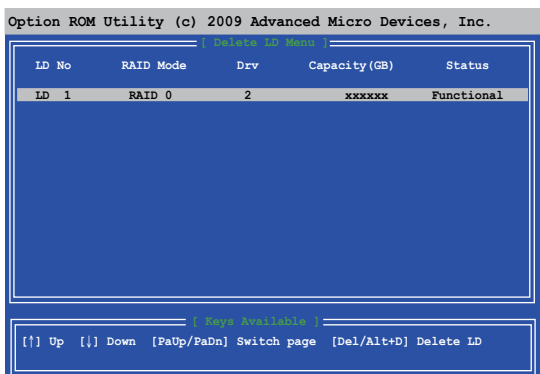 Option ROM Utility (c) 2009 Advanced Micro Devices, Inc.
[ Delete LD Menu ]
LD No RAID Mode Drv Capacity(GB) Status
LD 1 RAID 0 2 xxxxxx Functional
[ Keys Available ]
[↑] Up [↓] Down [PaUp/PaDn] Switch page [Del/Alt+D] Delete LD